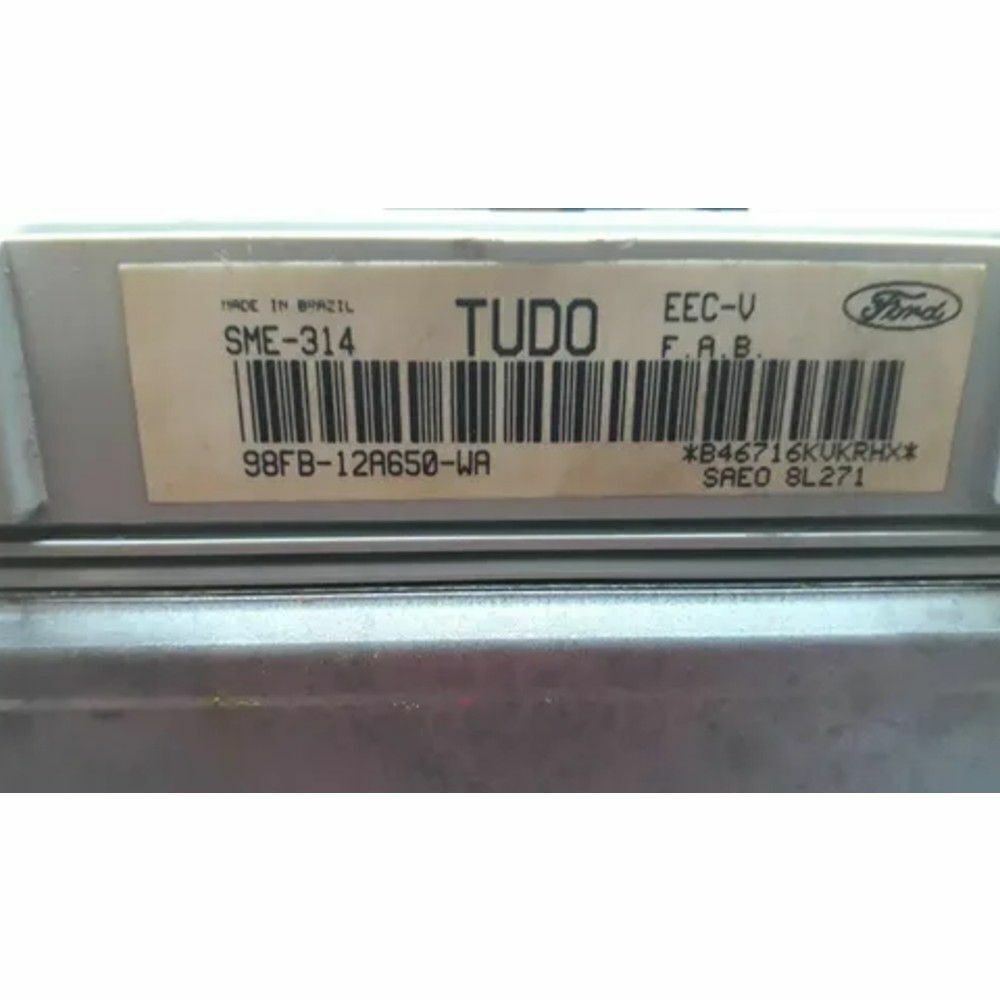 MADE IN BRAZIL
SME-314
TUDO
EEC-V
F.A.B.
Ford
98FB-12A650-WA
*B46716KVKRHX*
SAEO 8L271